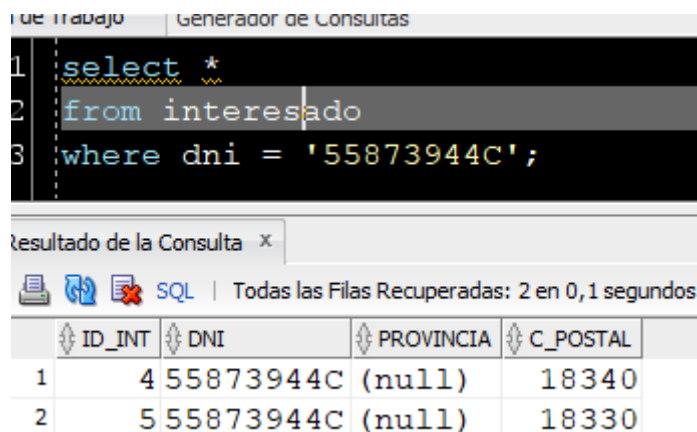 de Trabajo Generador de Consultas
1 select *
2 from interesado
3 where dni = '55873944C';
Resultado de la Consulta x
SQL | Todas las Filas Recuperadas: 2 en 0,1 segundos
ID_INT DNI PROVINCIA C_POSTAL
1 4 55873944C (null) 18340
2 5 55873944C (null) 18330